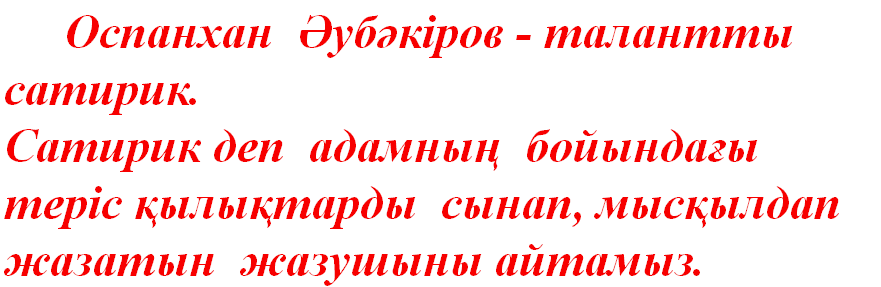 Оспанхан Әубәкіров - талантты
сатирик.
Сатирик деп адамның бойындағы
теріс қылықтарды сынап, мысқылдап
жазатын жазушыны айтамыз.